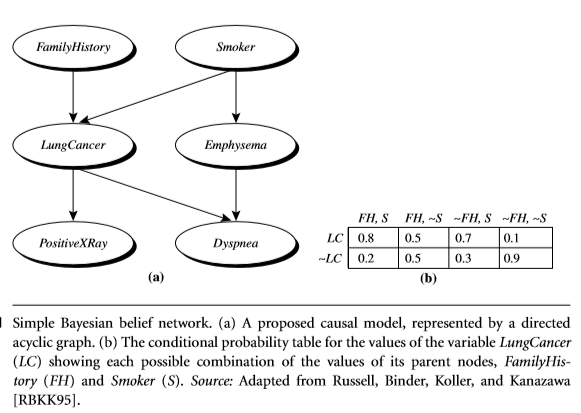 FamilyHistory Smoker
LungCancer Emphysema
PositiveXRay Dyspnea
(a)
FH, S FH, ~S ~FH, S ~FH, ~S
LC 0.8 0.5 0.7 0.1
~LC 0.2 0.5 0.3 0.9
(b)
Simple Bayesian belief network. (a) A proposed causal model, represented by a directed
acyclic graph. (b) The conditional probability table for the values of the variable LungCancer
(LC) showing each possible combination of the values of its parent nodes, FamilyHis-
tory (FH) and Smoker (S). Source: Adapted from Russell, Binder, Koller, and Kanazawa
[RBKK95].